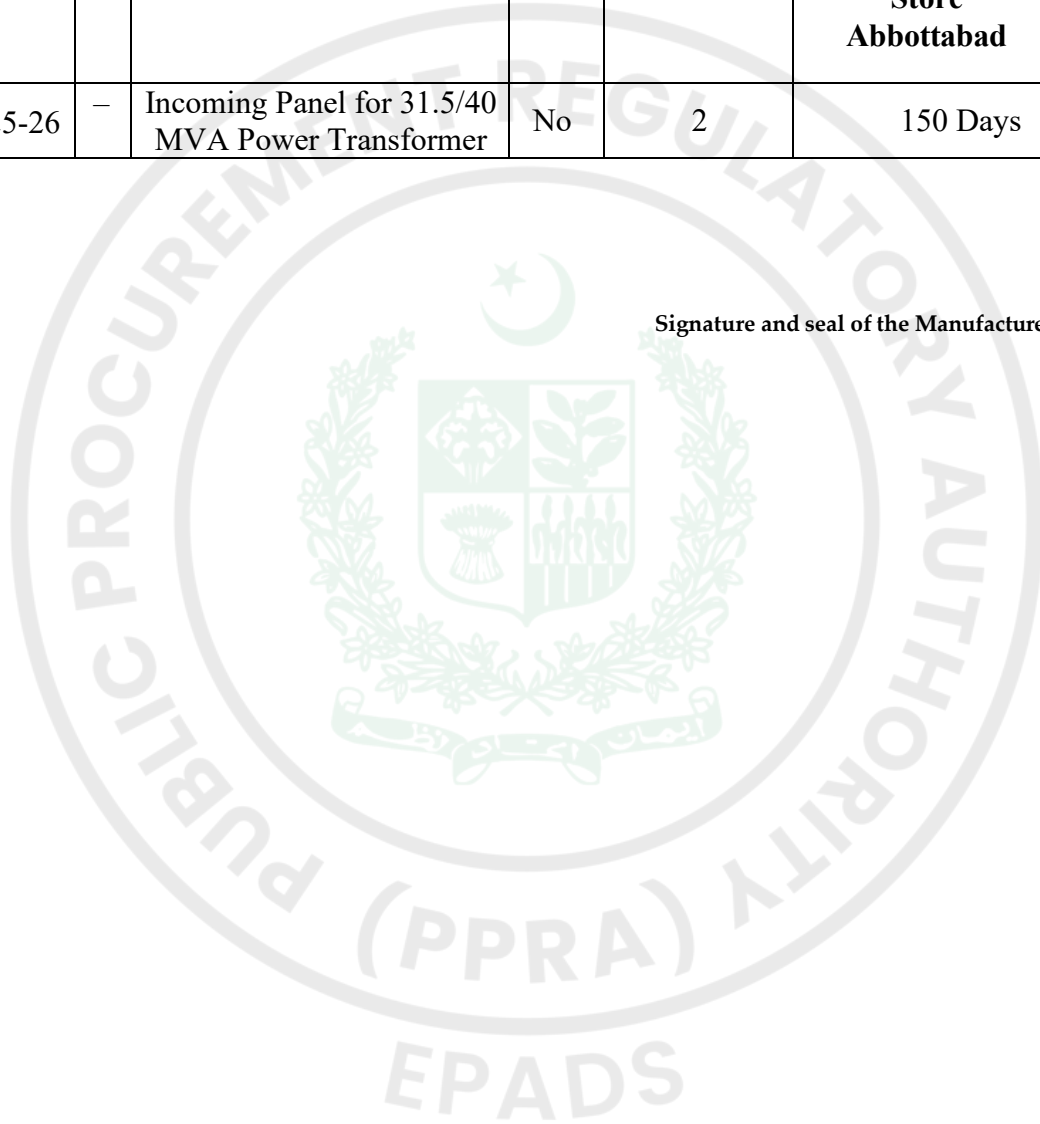 Abbottabad
5-26
–
Incoming Panel for 31.5/40
MVA Power Transformer
No
2
150 Days
Signature and seal of the Manufacture
PUBLIC PROCUREMENT REGULATORY AUTHORITY
(PPRA)
EPADS